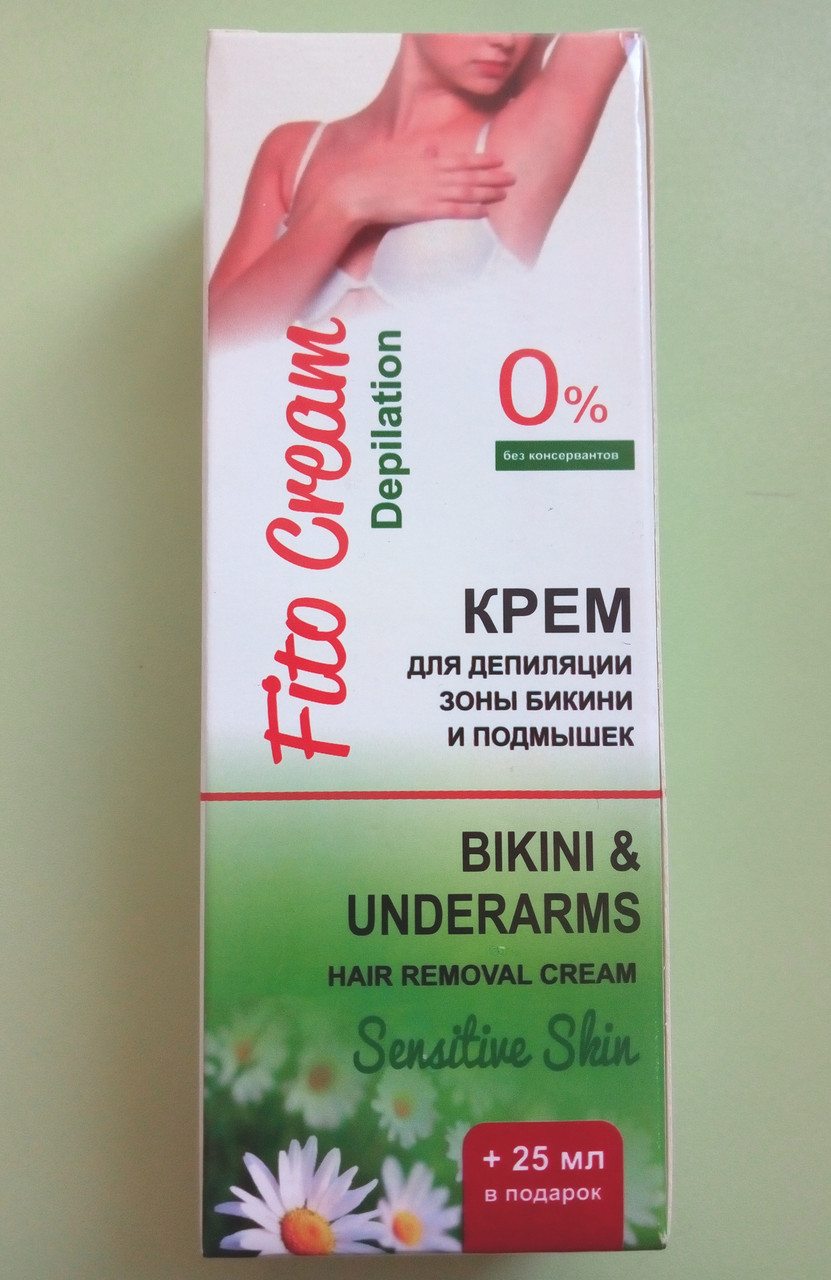 Fito Cream
Depilation
0%
без консервантов
КРЕМ
ДЛЯ ДЕПИЛЯЦИИ
ЗОНЫ БИКИНИ
И ПОДМЫШЕК
BIKINI &
UNDERARMS
HAIR REMOVAL CREAM
Sensitive Skin
+ 25 мл
в подарок